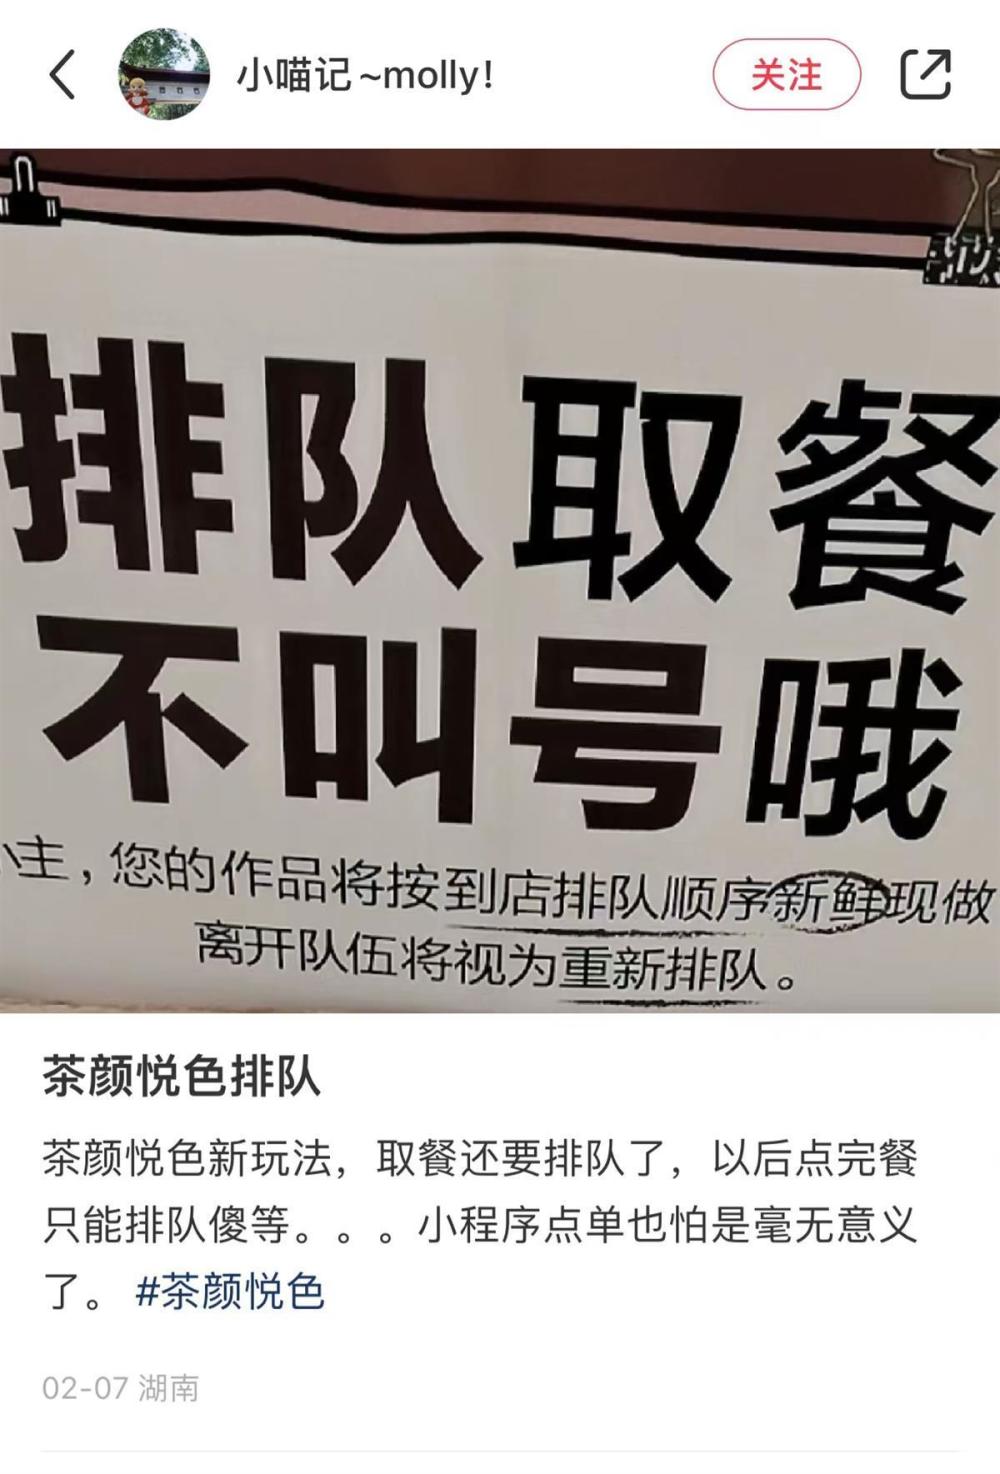 小喵记~molly!
关注
排队取餐
不叫号哦
小主，您的作品将按到店排队顺序新鲜现做
离开队伍将视为重新排队。
茶颜悦色排队
茶颜悦色新玩法，取餐还要排队了，以后点完餐
只能排队傻等。。。小程序点单也怕是毫无意义
了。 #茶颜悦色
02-07 湖南